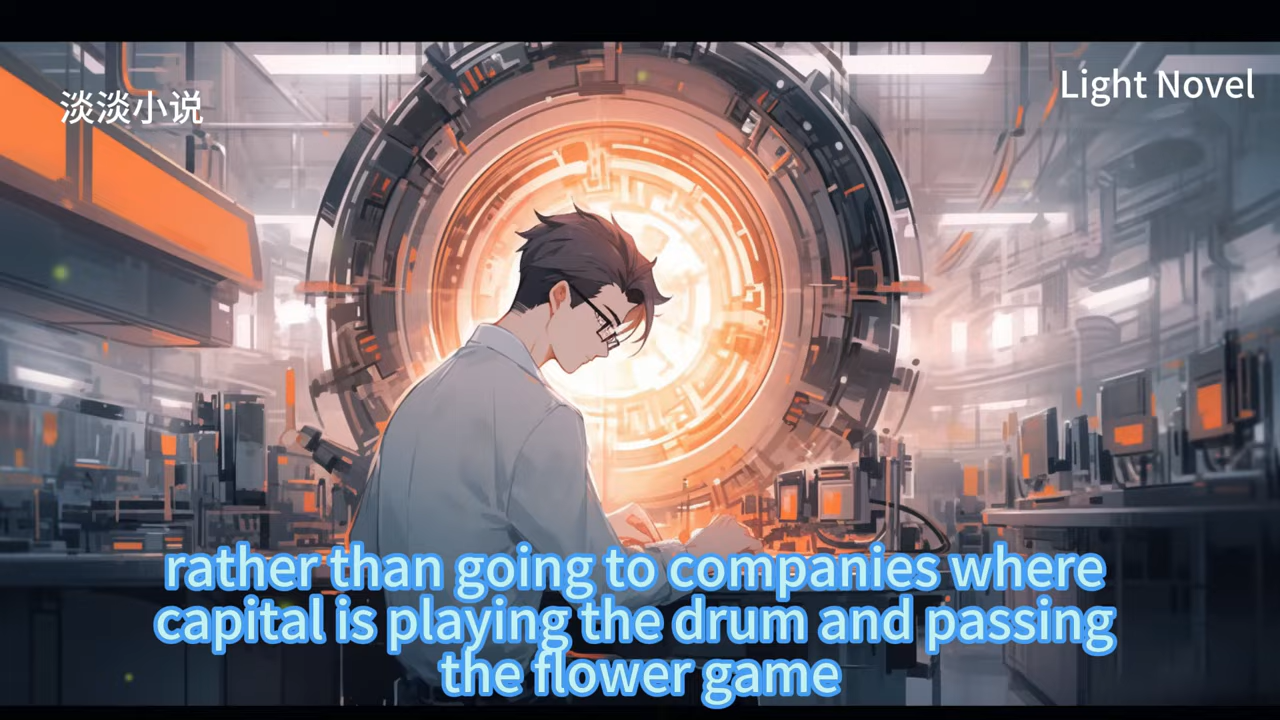 淡淡小说
Light Novel
rather than going to companies where
capital is playing the drum and passing
the flower game